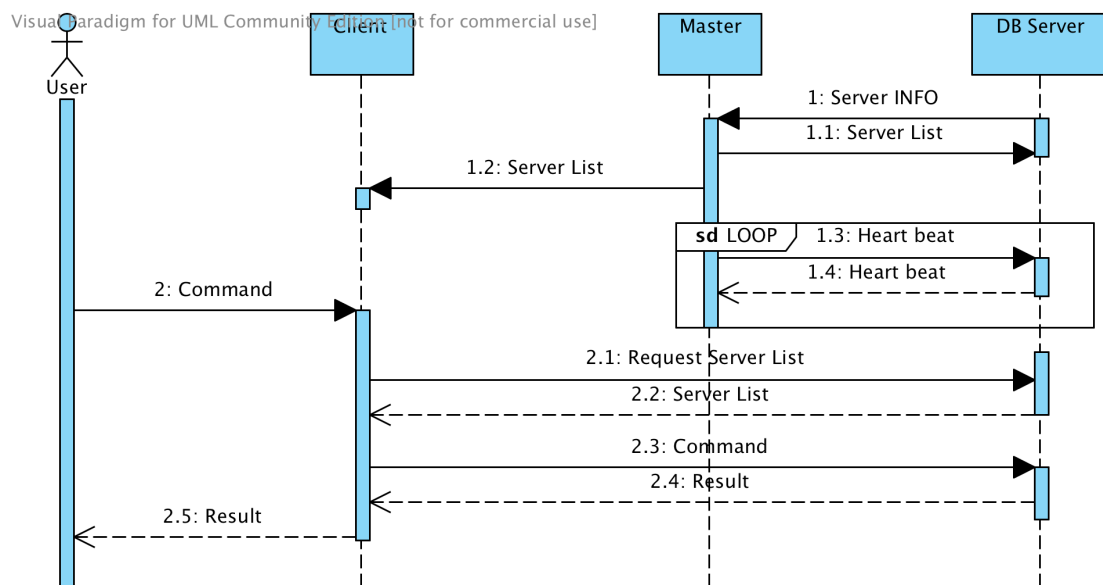 Visual Paradigm for UML Community Edition [not for commercial use]
User
Client
Master
DB Server
1: Server INFO
1.1: Server List
1.2: Server List
sd LOOP
1.3: Heart beat
1.4: Heart beat
2: Command
2.1: Request Server List
2.2: Server List
2.3: Command
2.4: Result
2.5: Result